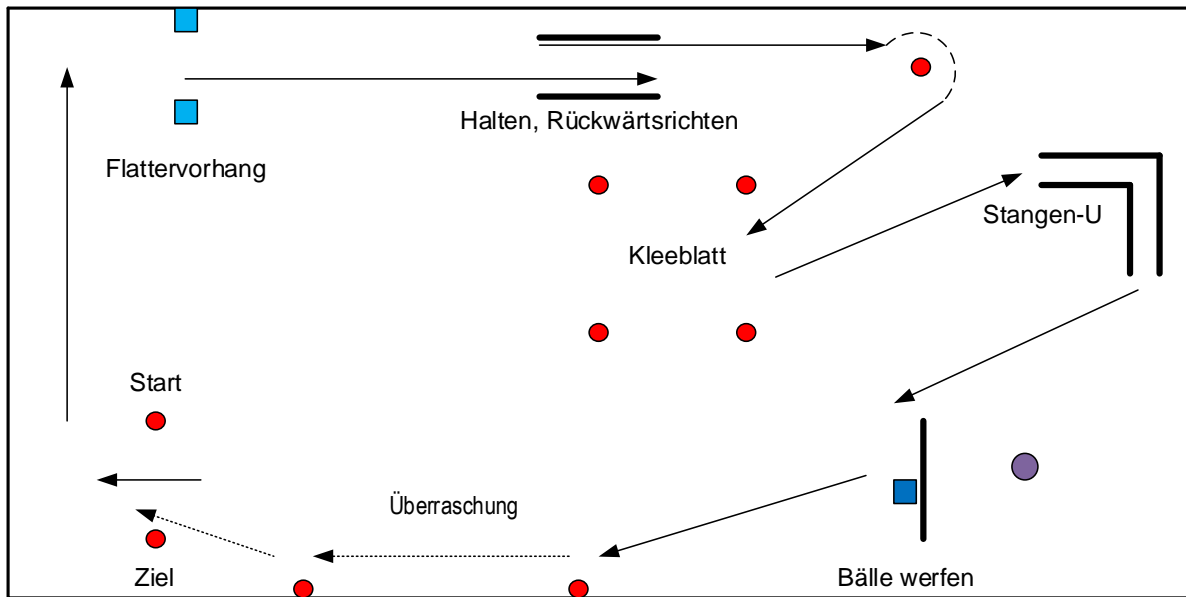 Halten, Rückwärtsrichten
Flattervorhang
Stangen-U
Kleeblatt
Start
Überraschung
Ziel
Bälle werfen